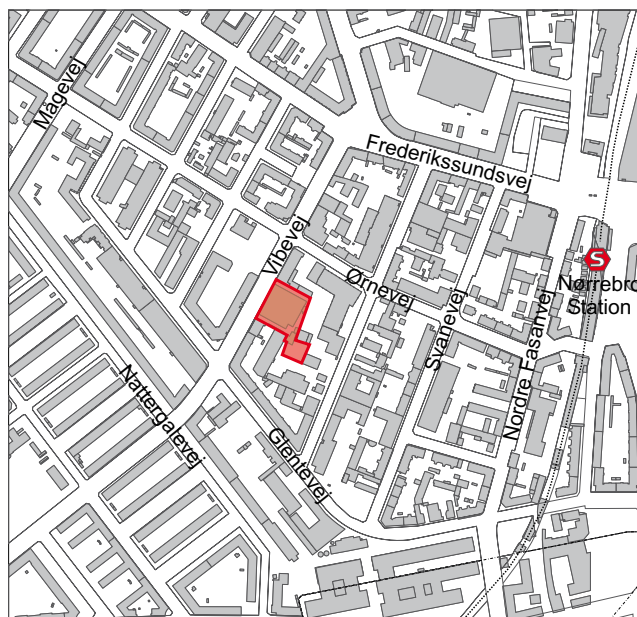 Mågevej
Frederikssundsvej
Vibevej
S
Ørnevej
Nørrebro
Station
Svanevej
Nordre Fasanvej
Nattergalevej
Glentevej